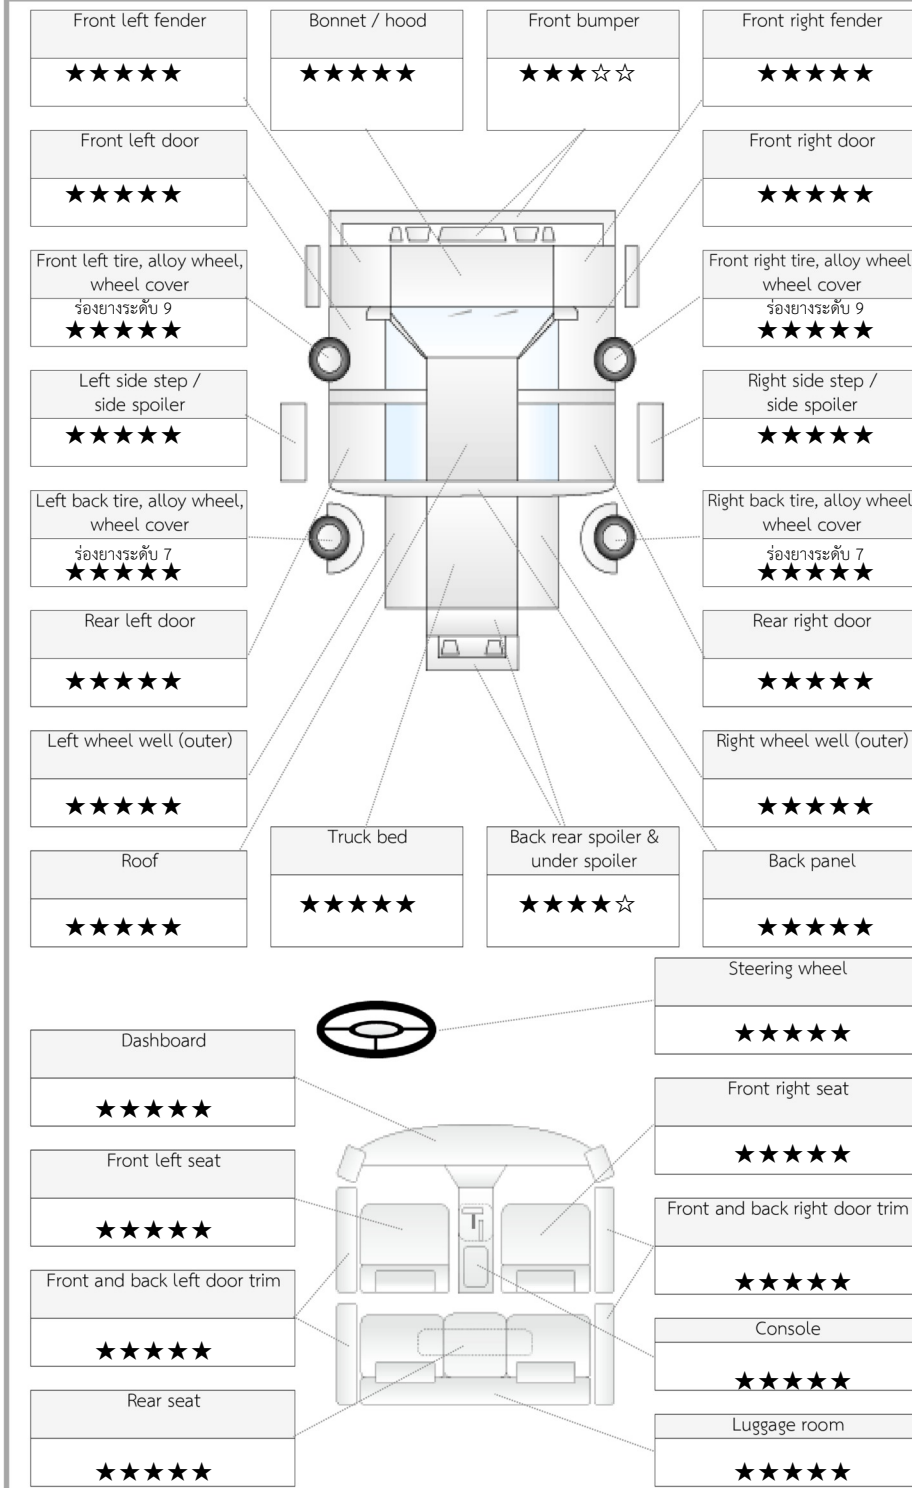 Front left fender
★★★★★
Bonnet / hood
★★★★★
Front bumper
★★★☆☆
Front right fender
★★★★★
Front left door
★★★★★
Front right door
★★★★★
Front left tire, alloy wheel,
wheel cover
ร่องยางระดับ 9
★★★★★
Front right tire, alloy wheel
wheel cover
ร่องยางระดับ 9
★★★★★
Left side step /
side spoiler
★★★★★
Right side step /
side spoiler
★★★★★
Left back tire, alloy wheel,
wheel cover
ร่องยางระดับ 7
★★★★★
Right back tire, alloy wheel
wheel cover
ร่องยางระดับ 7
★★★★★
Rear left door
★★★★★
Rear right door
★★★★★
Left wheel well (outer)
★★★★★
Right wheel well (outer)
★★★★★
Roof
★★★★★
Truck bed
★★★★★
Back rear spoiler &
under spoiler
★★★★☆
Back panel
★★★★★
Steering wheel
★★★★★
Dashboard
★★★★★
Front right seat
★★★★★
Front left seat
★★★★★
Front and back right door trim
★★★★★
Front and back left door trim
★★★★★
Console
★★★★★
Rear seat
★★★★★
Luggage room
★★★★★